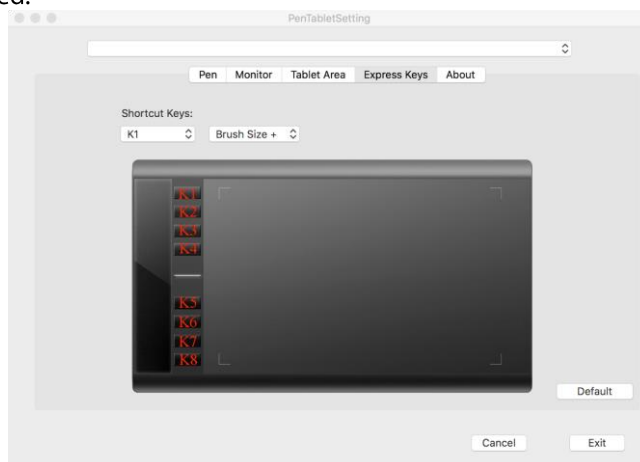 ed.
PenTabletSetting
Pen Monitor Tablet Area Express Keys About
Shortcut Keys:
K1 Brush Size +
K1
K2
K3
K4
K5
K6
K7
K8
Default
Cancel Exit